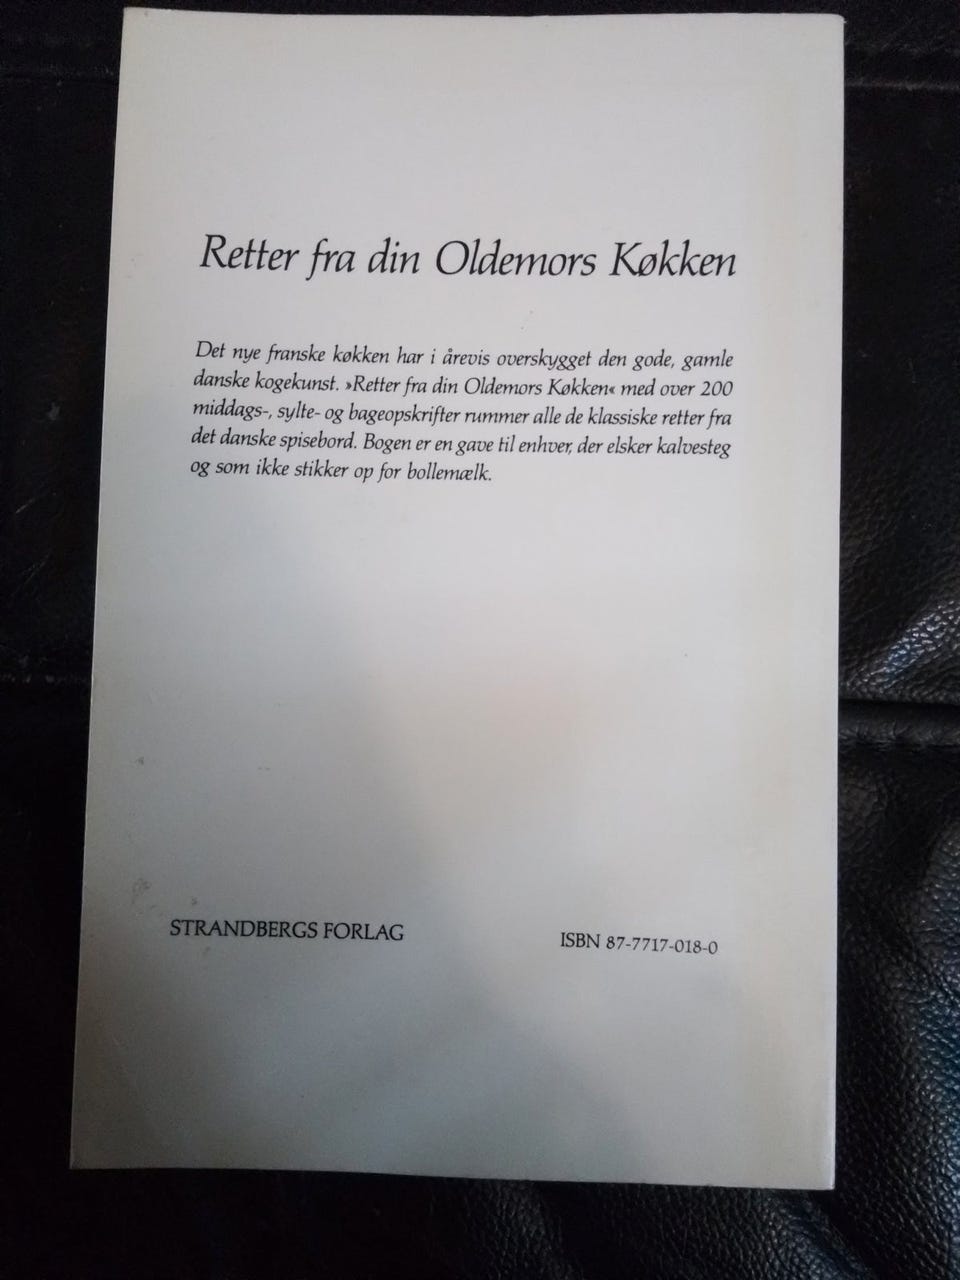 Retter fra din Oldemors Køkken
Det nye franske køkken har i årevis overskygget den gode, gamle
danske kogekunst. »Retter fra din Oldemors Køkken« med over 200
middags-, sylte- og bageopskrifter rummer alle de klassiske retter fra
det danske spisebord. Bogen er en gave til enhver, der elsker kalvesteg
og som ikke stikker op for bollemælk.
STRANDBERGS FORLAG
ISBN 87-7717-018-0